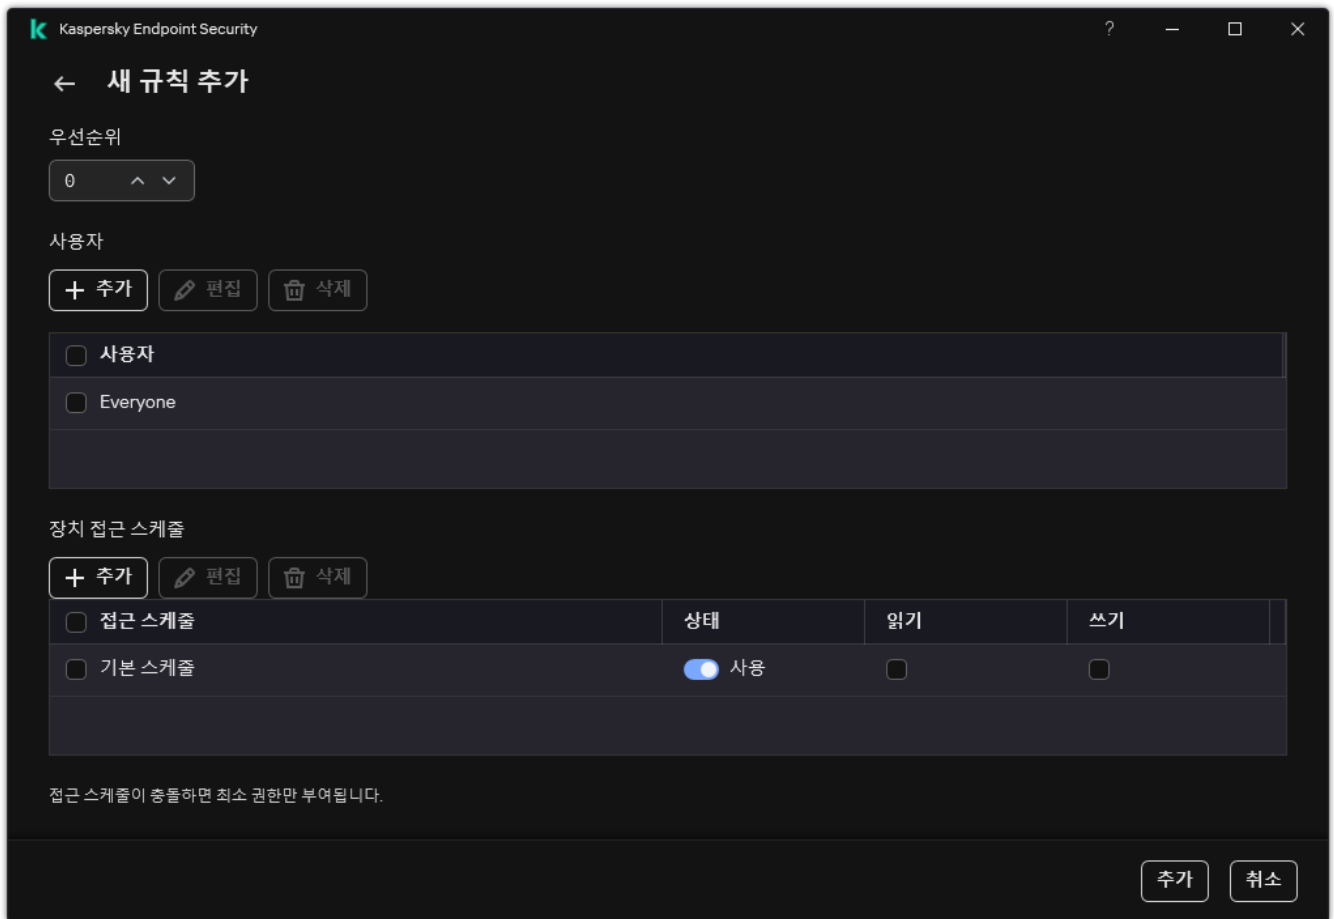 Kaspersky Endpoint Security ?
새 규칙 추가
우선순위
0
사용자
추가 편집 삭제
사용자
Everyone
장치 접근 스케줄
추가 편집 삭제
접근 스케줄 상태 읽기 쓰기
기본 스케줄 사용
접근 스케줄이 충돌하면 최소 권한만 부여됩니다.
추가 취소